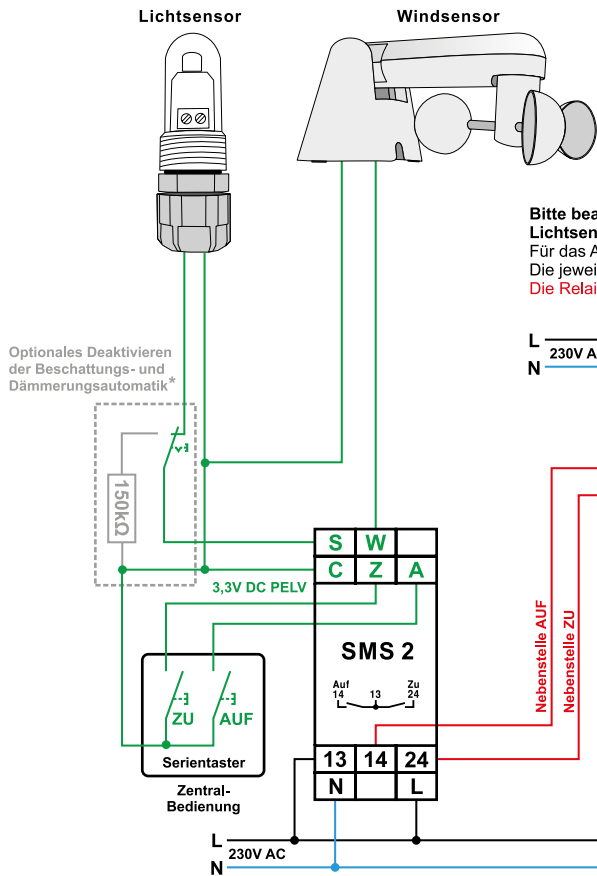 Lichtsensor
Windsensor
Bitte bea
Lichtsen
Für das A
Die jewei
Die Relai
L
230V A
N
Optionales Deaktivieren
der Beschattungs- und
Dämmerungsautomatik*
150kΩ
S W
C Z A
3,3V DC PELV
SMS 2
Auf
14
13
Zu
24
Nebenstelle AUF
Nebenstelle ZU
ZU
AUF
Serientaster
Zentral-
Bedienung
13 14 24
N L
L
230V AC
N